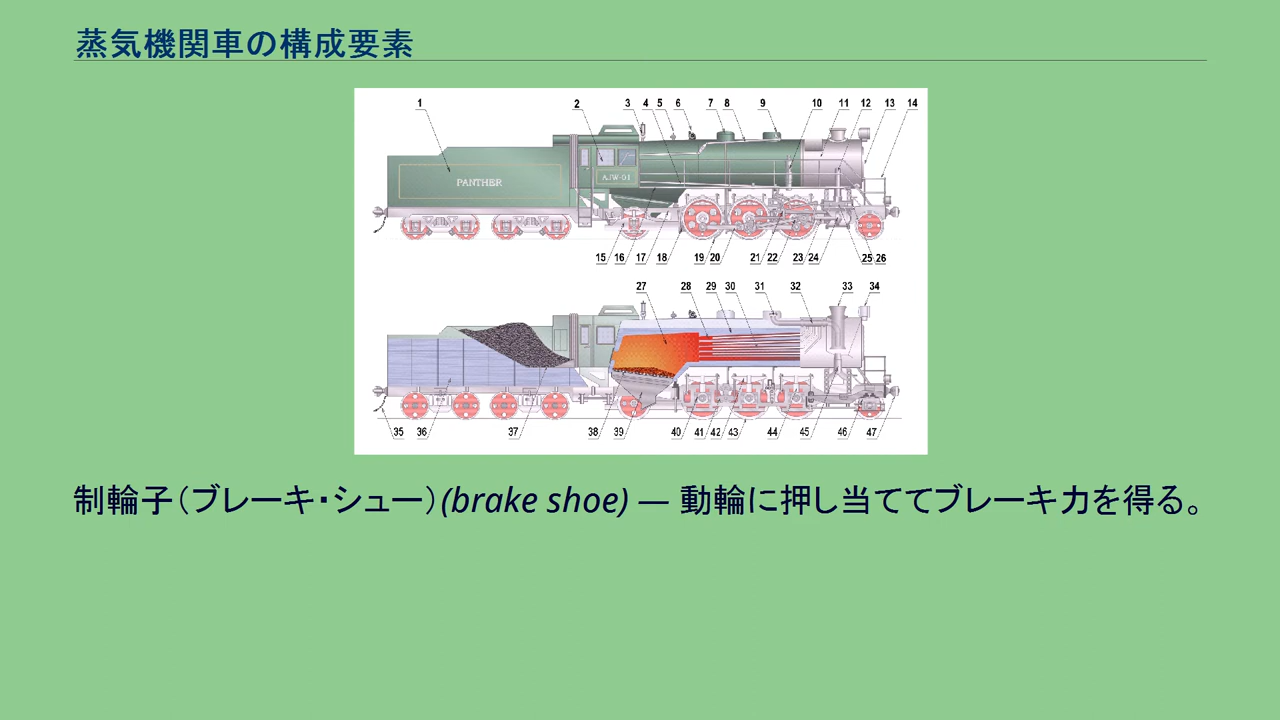 蒸気機関車の構成要素
1 2 3 4 5 6 7 8 9 10 11 12 13 14
PANTHER
AJW-01
15 16 17 18 19 20 21 22 23 24 25 26
27 28 29 30 31 32 33 34
35 36 37 38 39 40 41 42 43 44 45 46 47
制輪子（ブレーキ・シュー）(brake shoe) — 動輪に押し当ててブレーキ力を得る。